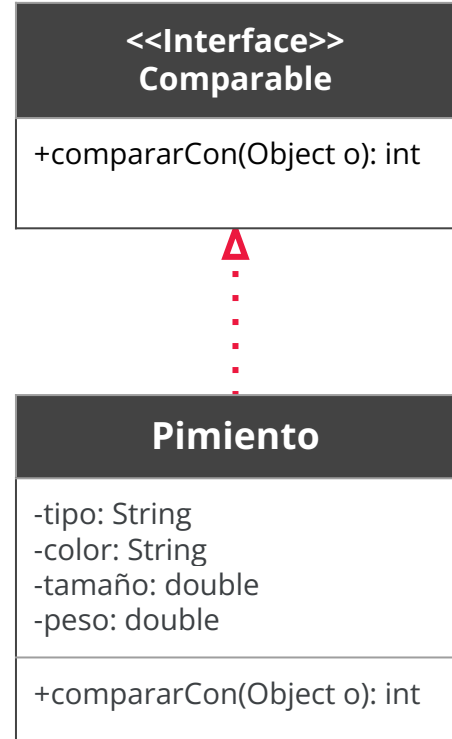 <<Interface>>
Comparable
+compararCon(Object o): int
Pimiento
-tipo: String
-color: String
-tamaño: double
-peso: double
+compararCon(Object o): int